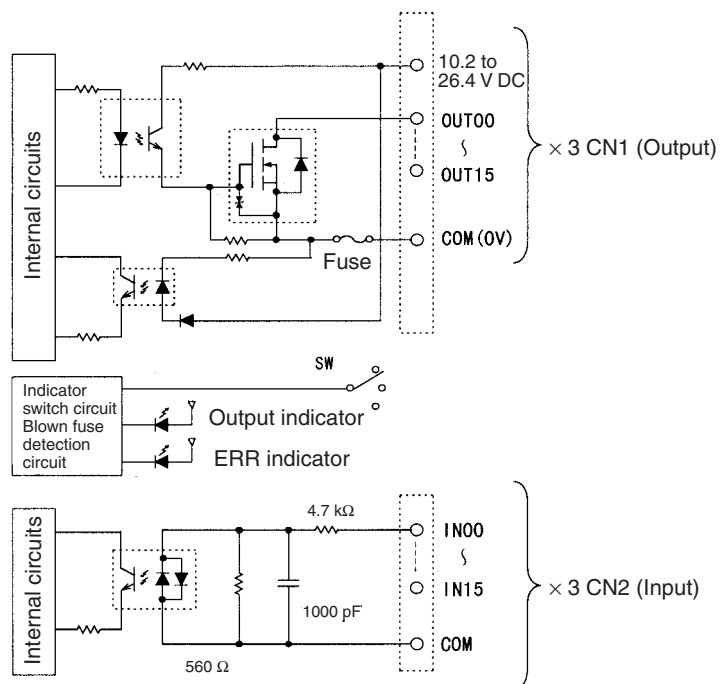 Internal circuits
10.2 to
26.4 V DC
OUT00
OUT15
COM(0V)
Fuse
× 3 CN1 (Output)
SW
Indicator
switch circuit
Blown fuse
detection
circuit
Output indicator
ERR indicator
Internal circuits
4.7 kΩ
1000 pF
560 Ω
IN00
IN15
COM
× 3 CN2 (Input)